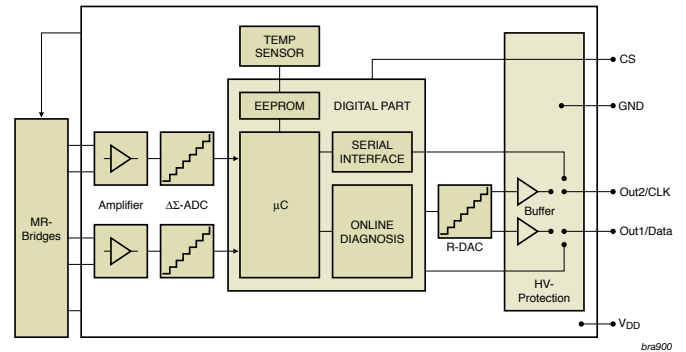 TEMP
SENSOR
CS
EEPROM
DIGITAL PART
GND
SERIAL
INTERFACE
Amplifier
ΔΣ-ADC
μC
Out2/CLK
MR-
Bridges
Buffer
ONLINE
DIAGNOSIS
R-DAC
Out1/Data
HV-
Protection
VDD
bra900